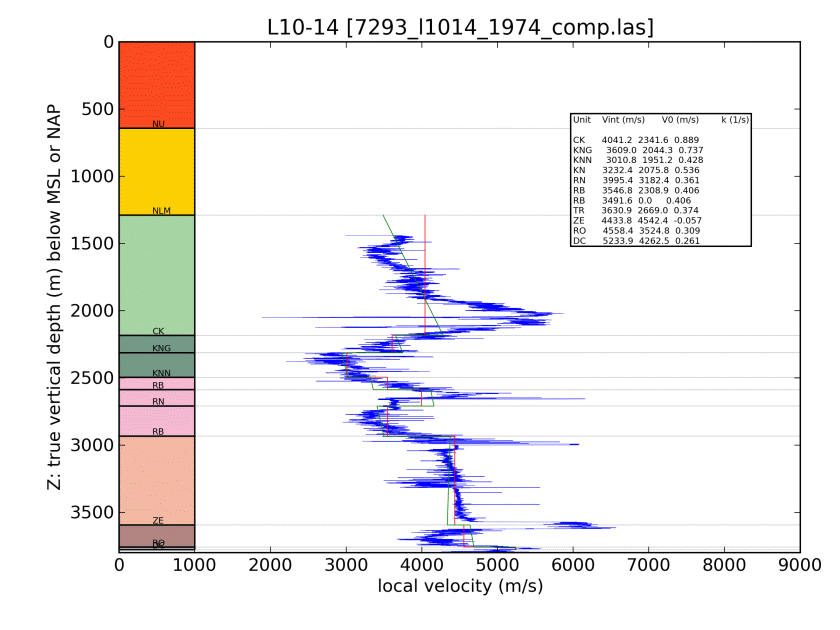 L10-14 [7293_l1014_1974_comp.las]
0
500
1000
1500
2000
2500
3000
3500
Z: true vertical depth (m) below MSL or NAP
NU
NLM
CK
KNG
KNN
RB
RN
RB
ZE
RO
DC
Unit Vint (m/s) V0 (m/s) k (1/s)
CK 4041.2 2341.6 0.889
KNG 3609.0 2044.3 0.737
KNN 3010.8 1951.2 0.428
KN 3232.4 2075.8 0.536
RN 3995.4 3182.4 0.361
RB 3546.8 2308.9 0.406
RB 3491.6 0.0 0.406
TR 3630.9 2669.0 0.374
ZE 4433.8 4542.4 -0.057
RO 4558.4 3524.8 0.309
DC 5233.9 4262.5 0.261
0 1000 2000 3000 4000 5000 6000 7000 8000 9000
local velocity (m/s)